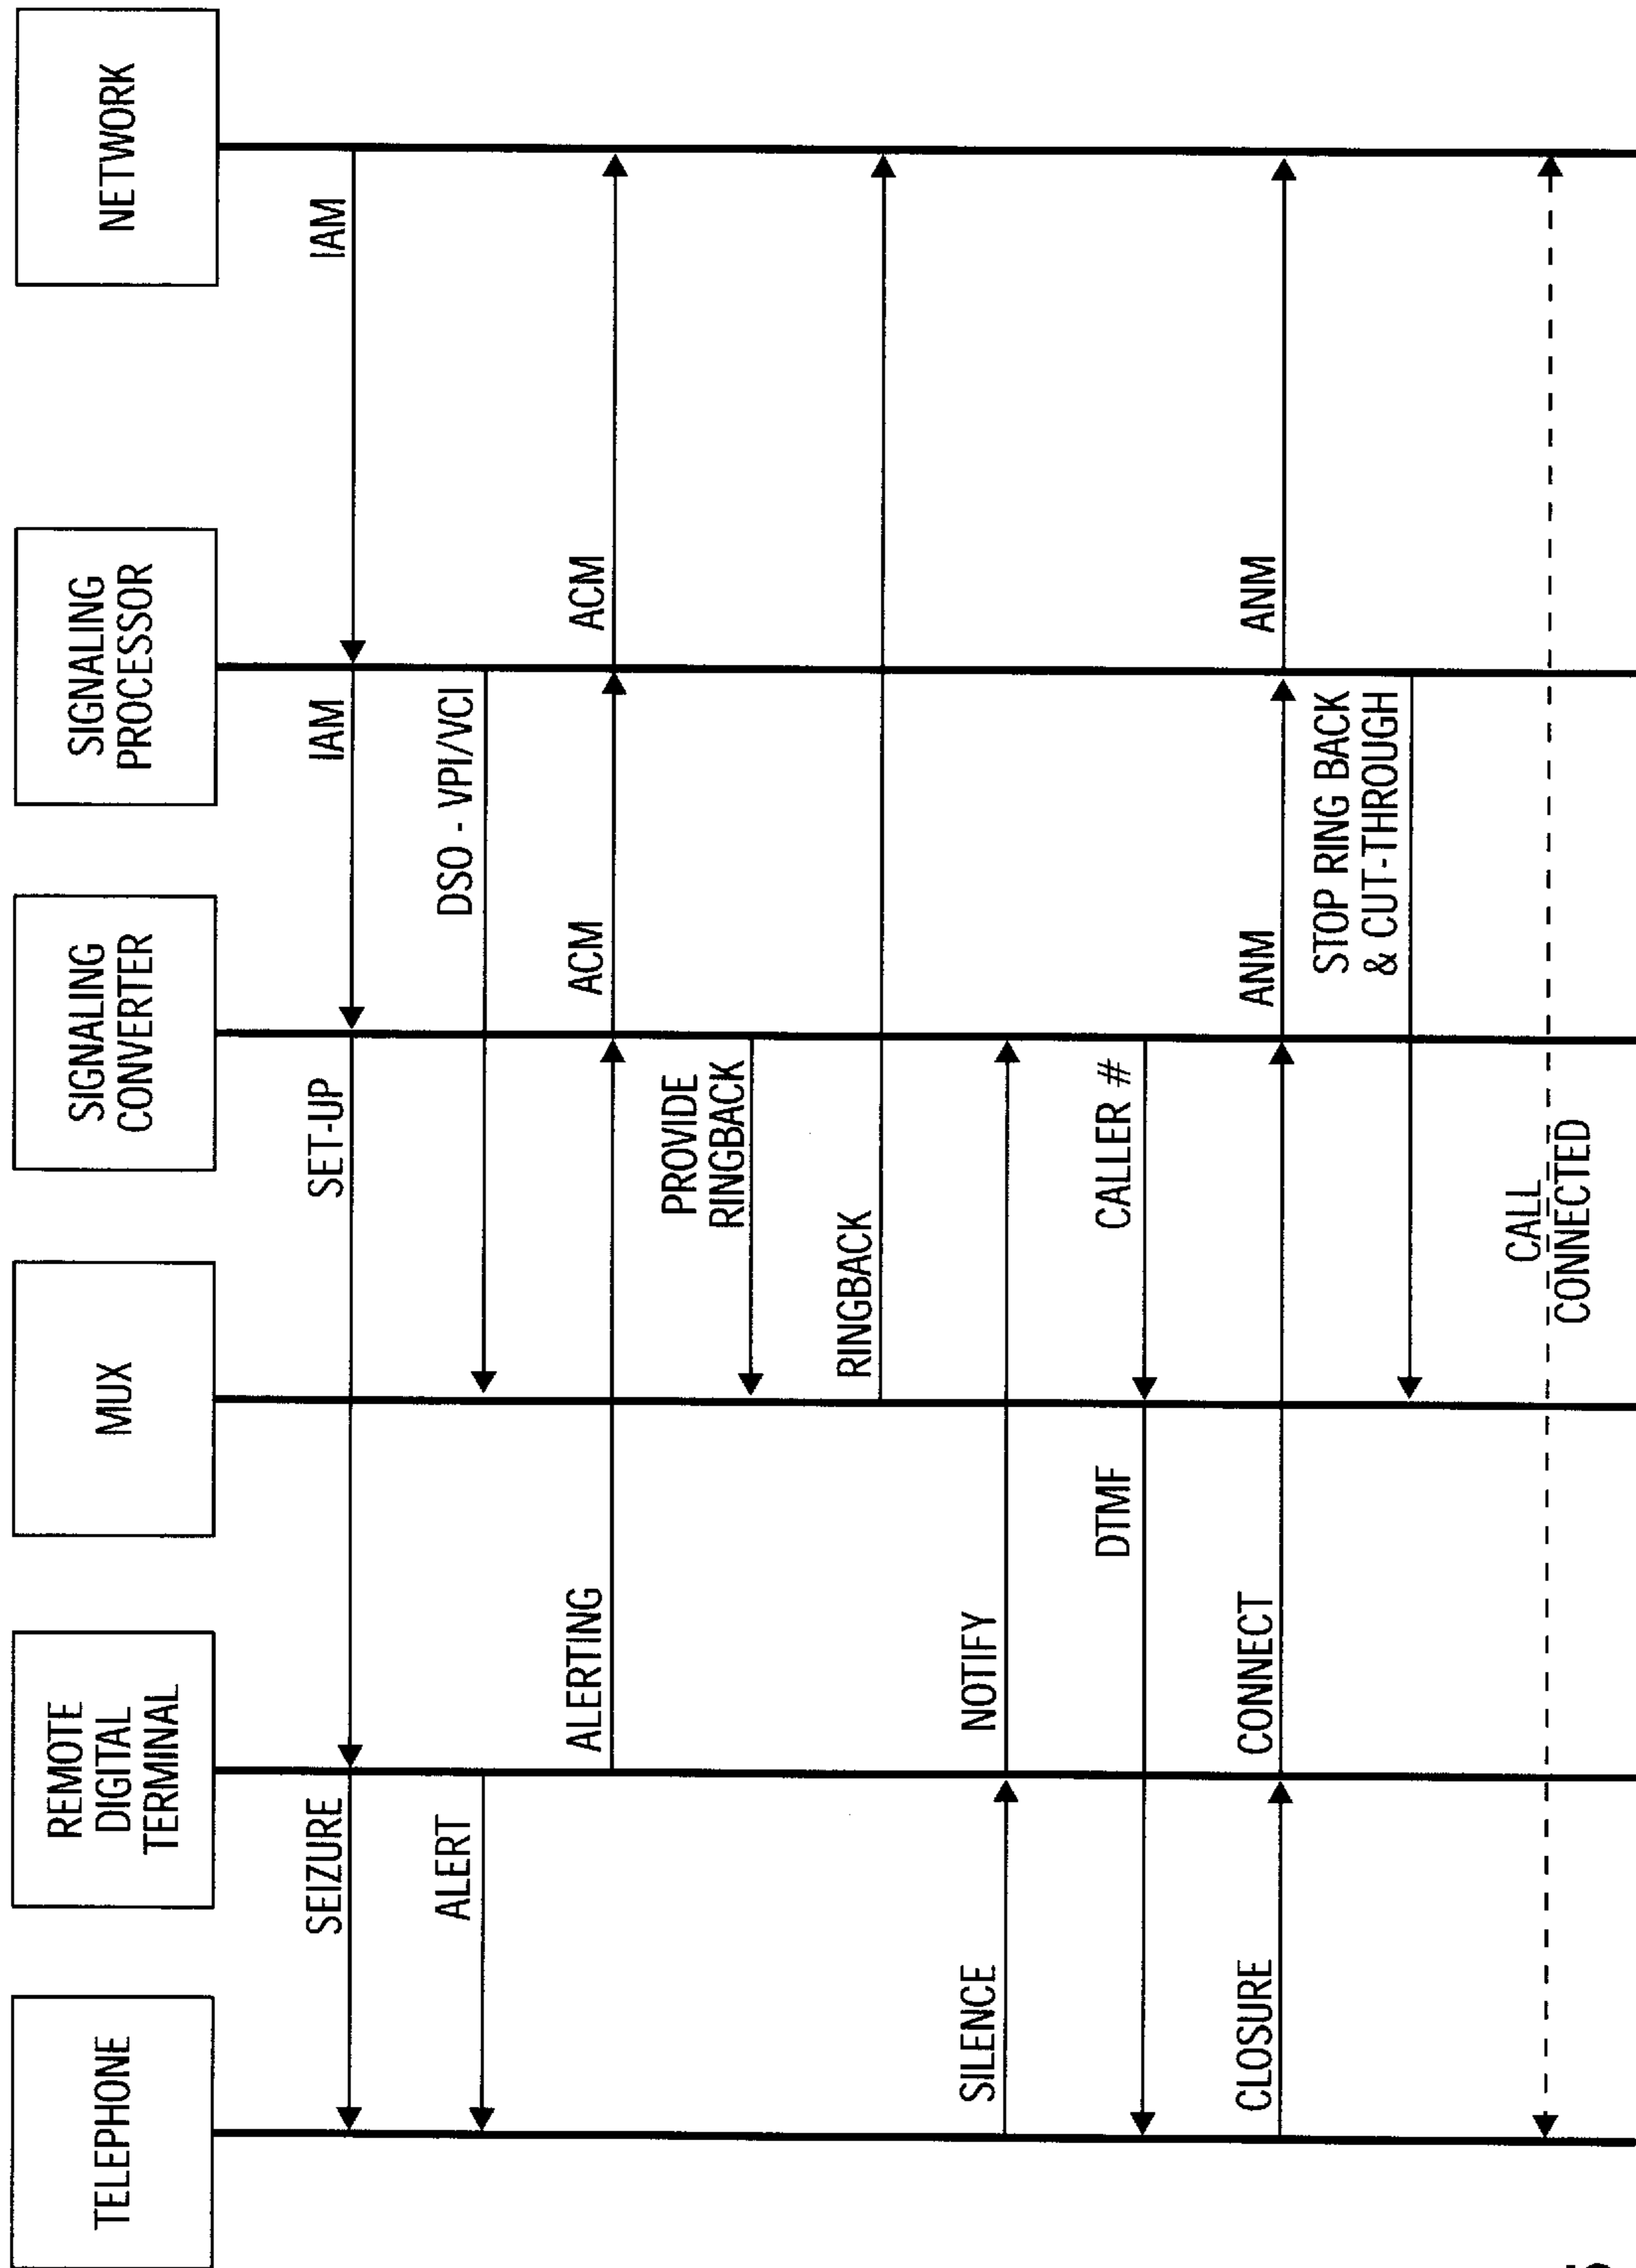 TELEPHONE
REMOTE
DIGITAL
TERMINAL
MUX
SIGNALING
CONVERTER
SIGNALING
PROCESSOR
NETWORK
SEIZURE
SET-UP
IAM
IAM
ALERT
DSO - VPI/VCI
ALERTING
ACM
ACM
PROVIDE
RINGBACK
RINGBACK
SILENCE
NOTIFY
DTMF
CALLER #
CLOSURE
CONNECT
ANM
ANM
STOP RING BACK
& CUT-THROUGH
CALL
CONNECTED